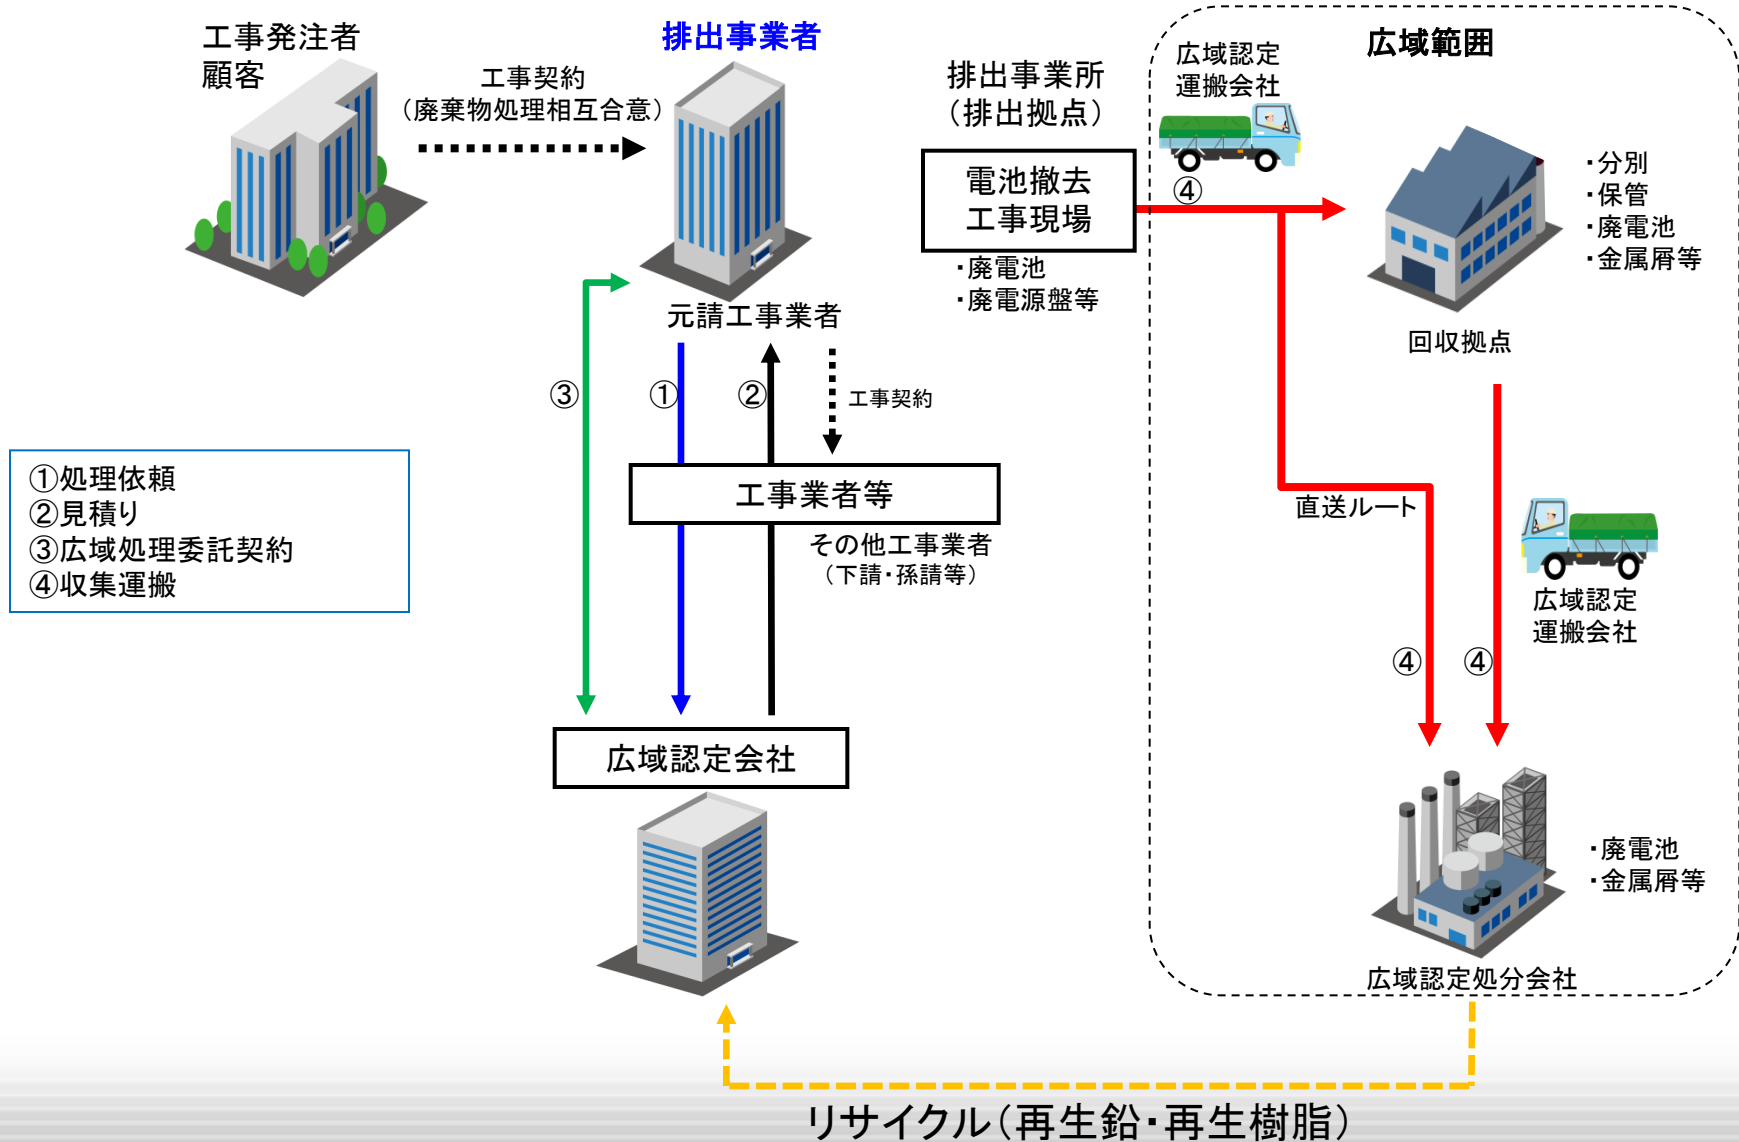 工事発注者
顧客
工事契約
（廃棄物処理相互合意）
排出事業者
元請工事業者
排出事業所
（排出拠点）
電池撤去
工事現場
・廃電池
・廃電源盤等
広域範囲
広域認定
運搬会社
④
・分別
・保管
・廃電池
・金属屑等
回収拠点
③
①
②
工事契約
①処理依頼
②見積り
③広域処理委託契約
④収集運搬
工事業者等
その他工事業者
（下請・孫請等）
直送ルート
広域認定
運搬会社
④
④
広域認定会社
・廃電池
・金属屑等
広域認定処分会社
リサイクル（再生鉛・再生樹脂）